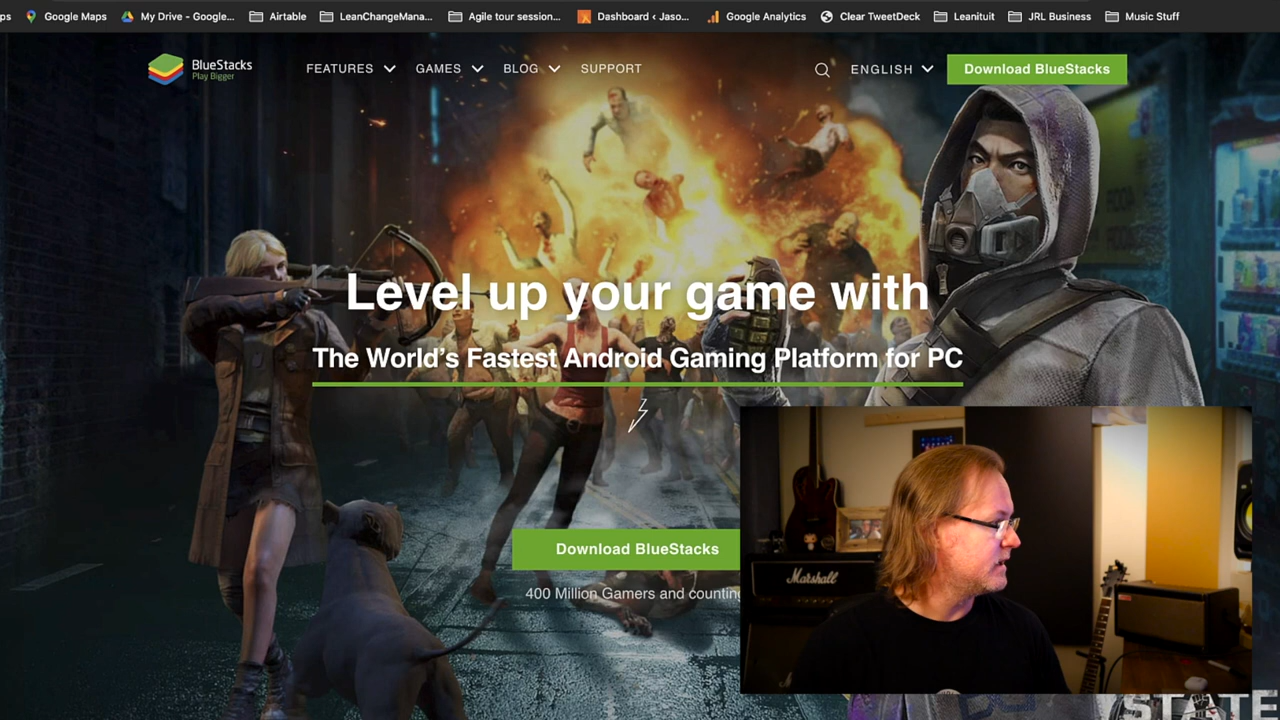 ps Google Maps My Drive - Google... Airtable LeanChangeMana... Agile tour session... Dashboard ‹ Jaso... Google Analytics Clear TweetDeck Leanituit JRL Business Music Stuff
BlueStacks
Play Bigger
FEATURES GAMES BLOG SUPPORT ENGLISH Download BlueStacks
Level up your game with
The World's Fastest Android Gaming Platform for PC
Download BlueStacks
400 Million Gamers and counting
Marshall
STATE